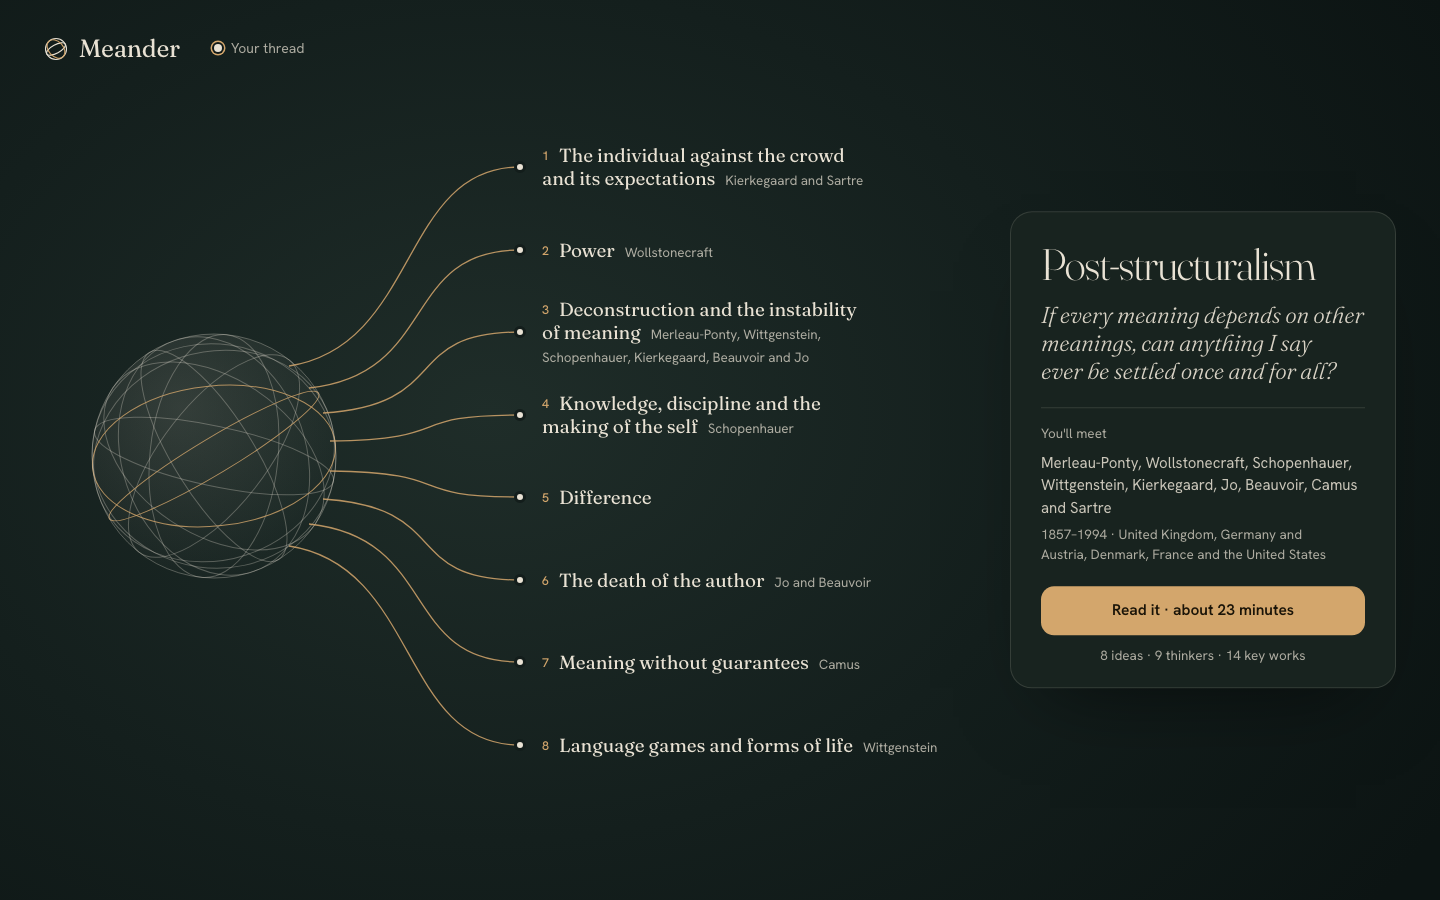 Meander
Your thread
1 The individual against the crowd
and its expectations Kierkegaard and Sartre
2 Power Wollstonecraft
3 Deconstruction and the instability
of meaning Merleau-Ponty, Wittgenstein,
Schopenhauer, Kierkegaard, Beauvoir and Jo
4 Knowledge, discipline and the
making of the self Schopenhauer
5 Difference
6 The death of the author Jo and Beauvoir
7 Meaning without guarantees Camus
8 Language games and forms of life Wittgenstein
Post-structuralism
If every meaning depends on other
meanings, can anything I say
ever be settled once and for all?
You'll meet
Merleau-Ponty, Wollstonecraft, Schopenhauer,
Wittgenstein, Kierkegaard, Jo, Beauvoir, Camus
and Sartre
1857–1994 · United Kingdom, Germany and
Austria, Denmark, France and the United States
Read it · about 23 minutes
8 ideas · 9 thinkers · 14 key works